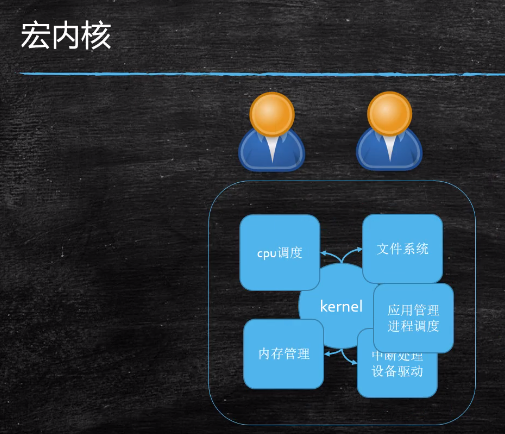 宏内核
cpu调度
文件系统
kernel
应用管理
进程调度
内存管理
中断处理
设备驱动